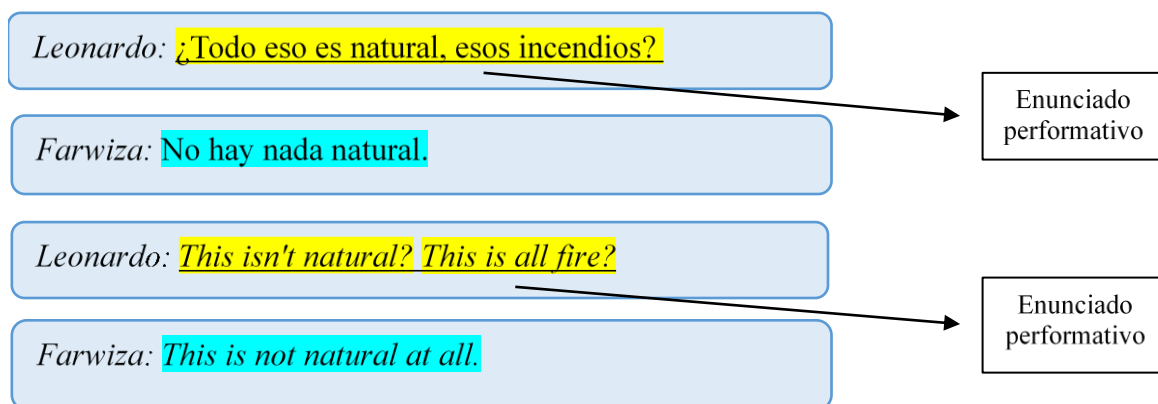 Leonardo: ¿Todo eso es natural, esos incendios?
Enunciado
performativo
Farwiza: No hay nada natural.
Leonardo: This isn't natural? This is all fire?
Enunciado
performativo
Farwiza: This is not natural at all.